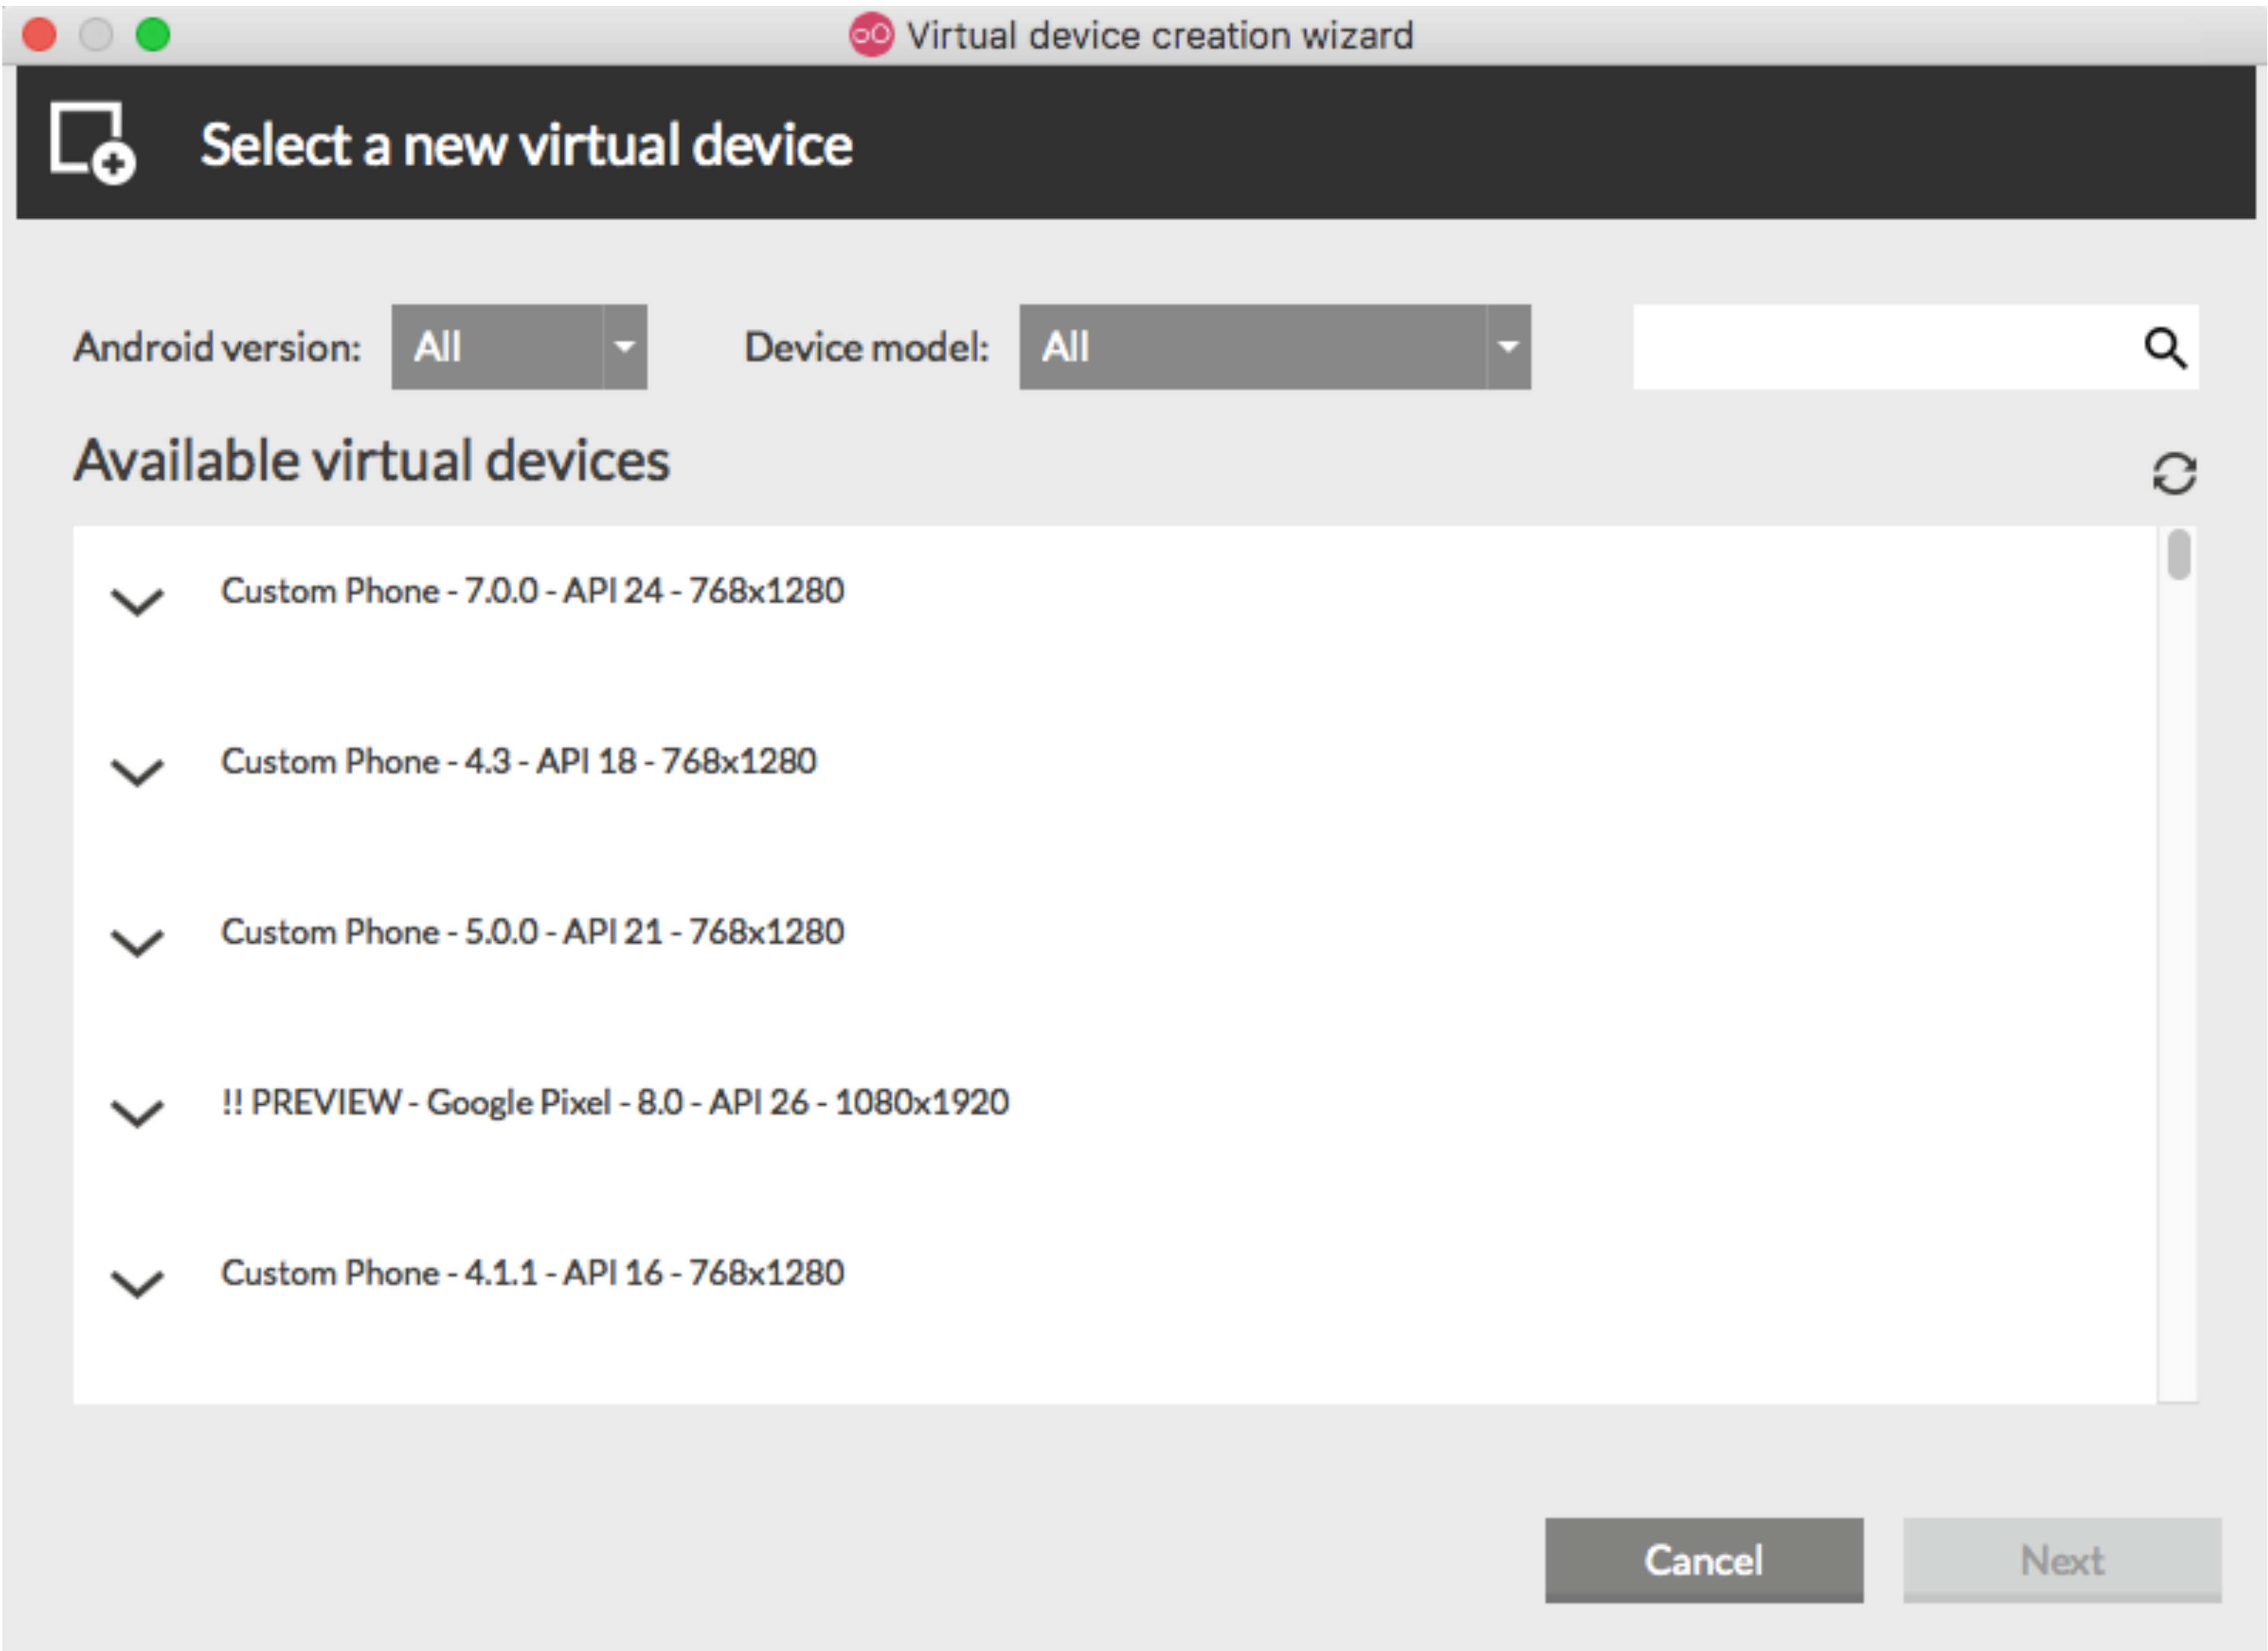 Virtual device creation wizard
Select a new virtual device
Android version: All Device model: All
Available virtual devices
Custom Phone - 7.0.0 - API 24 - 768x1280
Custom Phone - 4.3 - API 18 - 768x1280
Custom Phone - 5.0.0 - API 21 - 768x1280
!! PREVIEW - Google Pixel - 8.0 - API 26 - 1080x1920
Custom Phone - 4.1.1 - API 16 - 768x1280
Cancel Next